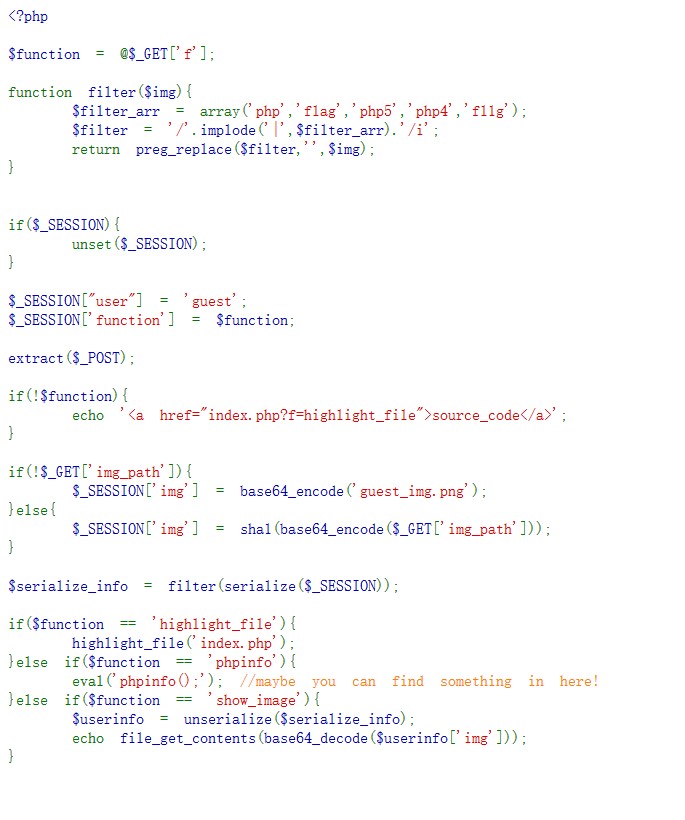 <?php
$function = @$_GET['f'];
function filter($img){
$filter_arr = array('php','flag','php5','php4','fl1g');
$filter = '/'.implode('|',$filter_arr).'/i';
return preg_replace($filter,'',$img);
}
if($_SESSION){
unset($_SESSION);
}
$_SESSION["user"] = 'guest';
$_SESSION['function'] = $function;
extract($_POST);
if(!$function){
echo '<a href="index.php?f=highlight_file">source_code</a>';
}
if(!$_GET['img_path']){
$_SESSION['img'] = base64_encode('guest_img.png');
}else{
$_SESSION['img'] = sha1(base64_encode($_GET['img_path']));
}
$serialize_info = filter(serialize($_SESSION));
if($function == 'highlight_file'){
highlight_file('index.php');
}else if($function == 'phpinfo'){
eval('phpinfo();'); //maybe you can find something in here!
}else if($function == 'show_image'){
$userinfo = unserialize($serialize_info);
echo file_get_contents(base64_decode($userinfo['img']));
}